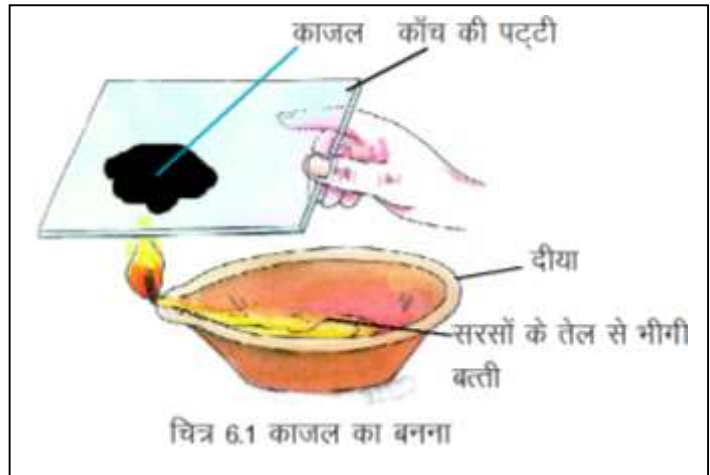 काजल काँच की पट्टी
दीया
सरसों के तेल से भीगी
बत्ती
चित्र 6.1 काजल का बनना